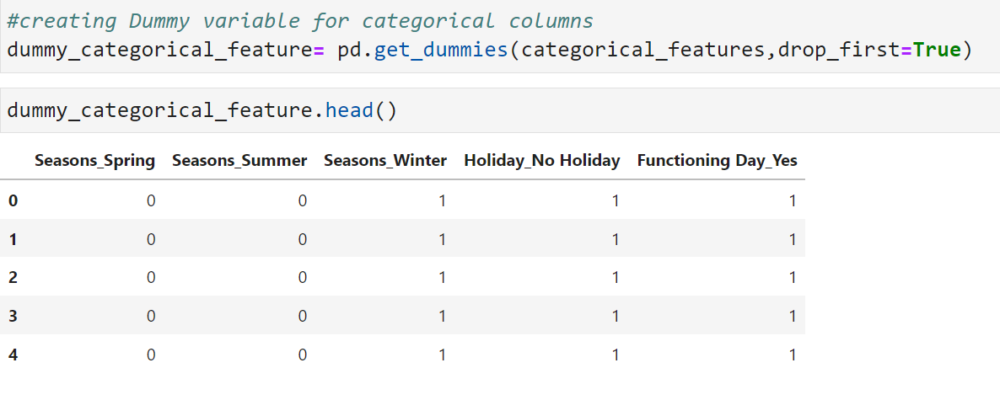 #creating Dummy variable for categorical columns
dummy_categorical_feature= pd.get_dummies(categorical_features,drop_first=True)
dummy_categorical_feature.head()
Seasons_Spring Seasons_Summer Seasons_Winter Holiday_No Holiday Functioning Day_Yes
0 0 0 1 1 1
1 0 0 1 1 1
2 0 0 1 1 1
3 0 0 1 1 1
4 0 0 1 1 1